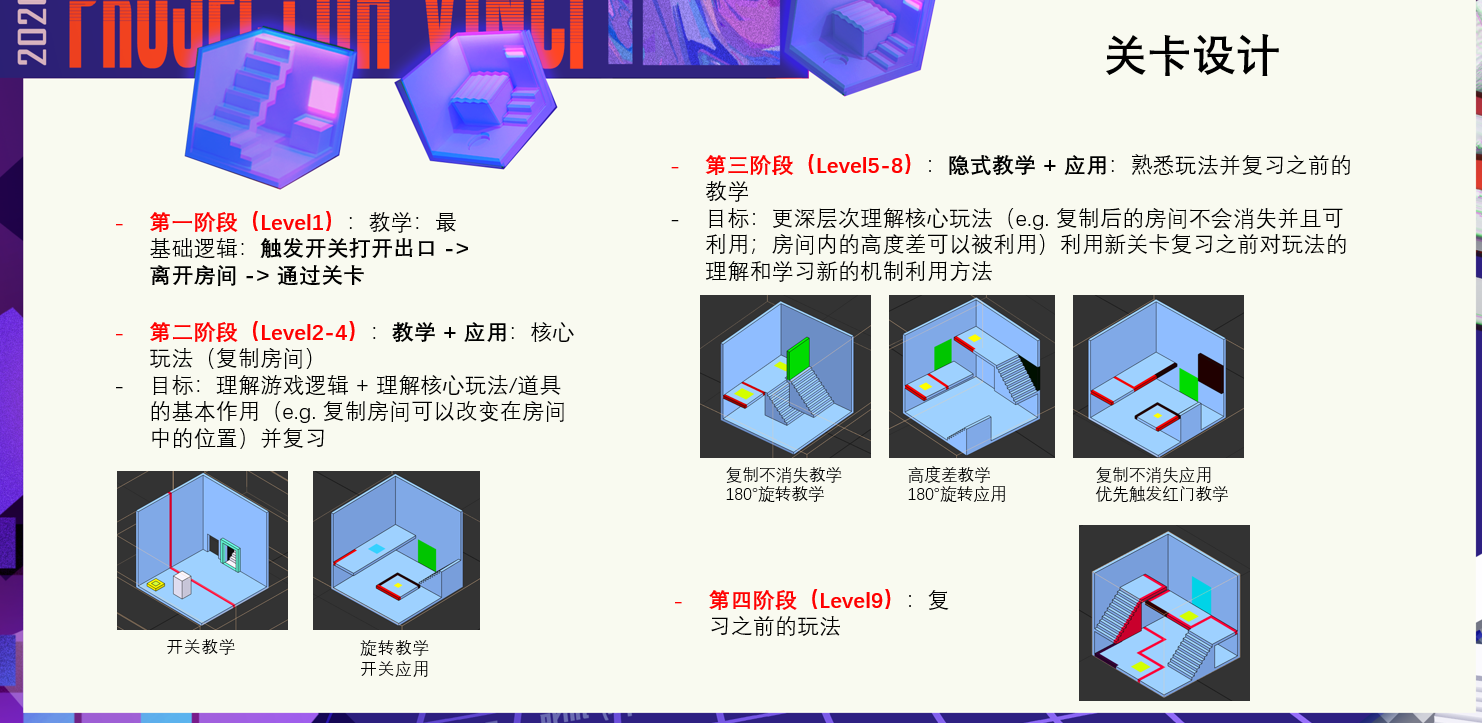 2020
PROJECT DA VINCI
关卡设计
- 第一阶段（Level1）：教学：最
基础逻辑：触发开关打开出口 ->
离开房间 -> 通过关卡
- 第二阶段（Level2-4）：教学 + 应用：核心
玩法（复制房间）
- 目标：理解游戏逻辑 + 理解核心玩法/道具
的基本作用（e.g. 复制房间可以改变在房间
中的位置）并复习
开关教学
旋转教学
开关应用
- 第三阶段（Level5-8）：隐式教学 + 应用：熟悉玩法并复习之前的
教学
- 目标：更深层次理解核心玩法（e.g. 复制后的房间不会消失并且可
利用；房间内的高度差可以被利用）利用新关卡复习之前对玩法的
理解和学习新的机制利用方法
复制不消失教学
180°旋转教学
高度差教学
180°旋转应用
复制不消失应用
优先触发红门教学
- 第四阶段（Level9）：复
习之前的玩法